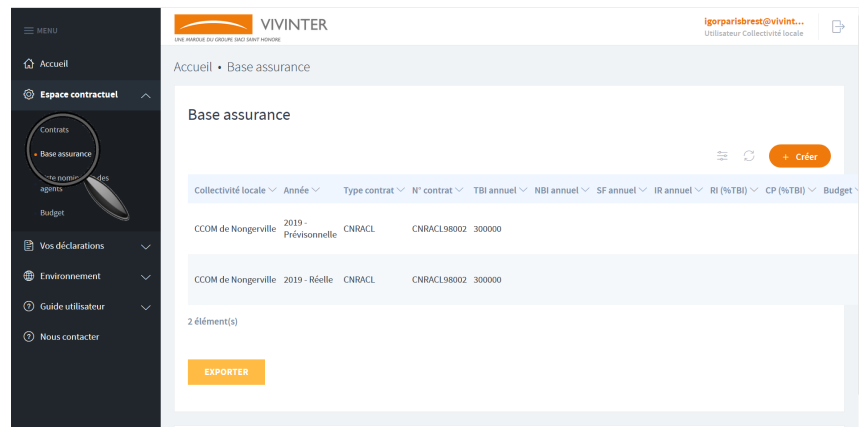 MENU
VIVINTER
UNE MARQUE DU GROUPE SIACI SAINT HONORE
igorparisbrest@vivint...
Utilisateur Collectivité locale
Accueil
Accueil • Base assurance
Espace contractuel
Base assurance
Contrats
Base assurance
agents
des
Budget
+ Créer
Collectivité locale Année Type contrat N° contrat TBI annuel NBI annuel SF annuel IR annuel RI (%TBI) CP (%TBI) Budget
CCOM de Nongerville 2019 - Prévisonnelle CNRACL CNRACL98002 300000
CCOM de Nongerville 2019 - Réelle CNRACL CNRACL98002 300000
2 élément(s)
EXPORTER
Vos déclarations
Environnement
Guide utilisateur
Nous contacter